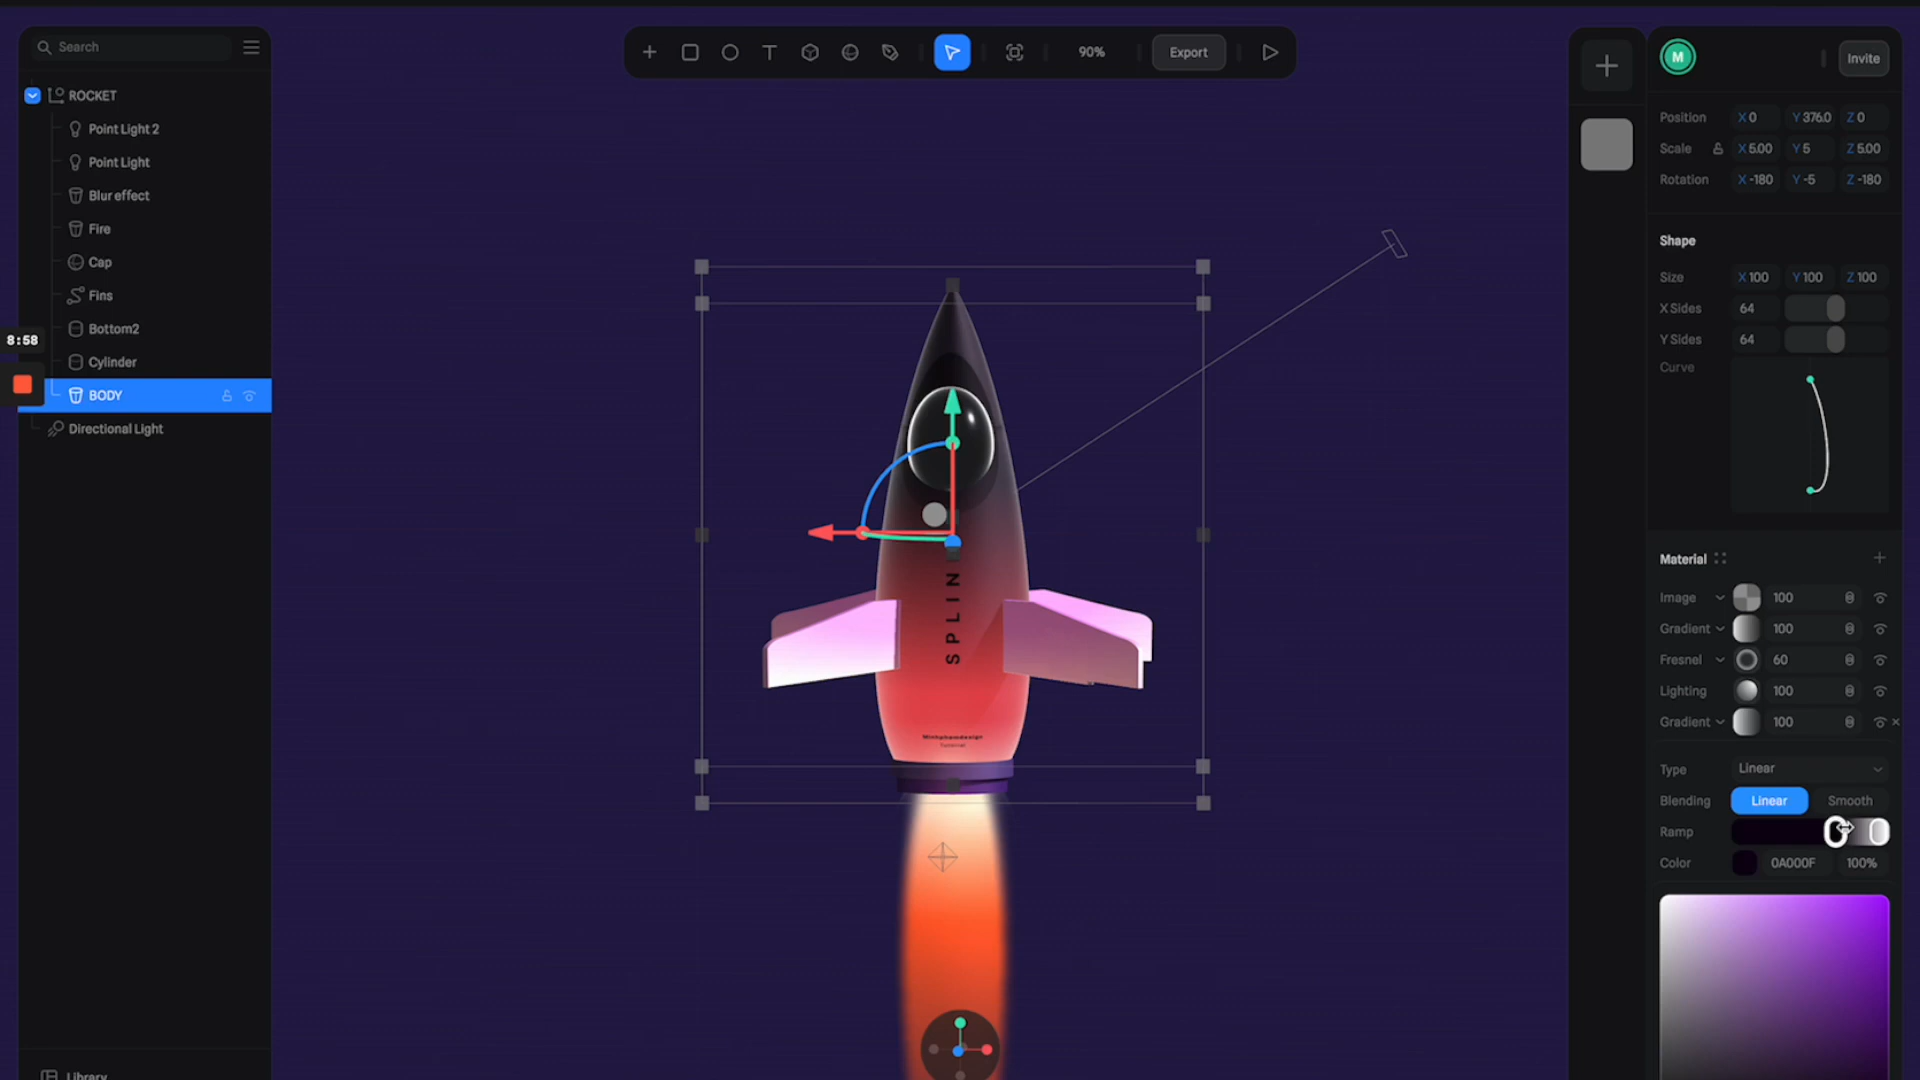 Search
ROCKET
Point Light 2
Point Light
Blur effect
Fire
Cap
Fins
Bottom2
Cylinder
BODY
Directional Light
Library
8:58
90%
Export
SPLIN
M
Invite
Position X 0 Y 376.0 Z 0
Scale X 5.00 Y 5 Z 5.00
Rotation X -180 Y -5 Z -180
Shape
Size X 100 Y 100 Z 100
X Sides 64
Y Sides 64
Curve
Material
Image 100
Gradient 100
Fresnel 60
Lighting 100
Gradient 100
Type Linear
Blending Linear Smooth
Ramp
Color 0A000F 100%